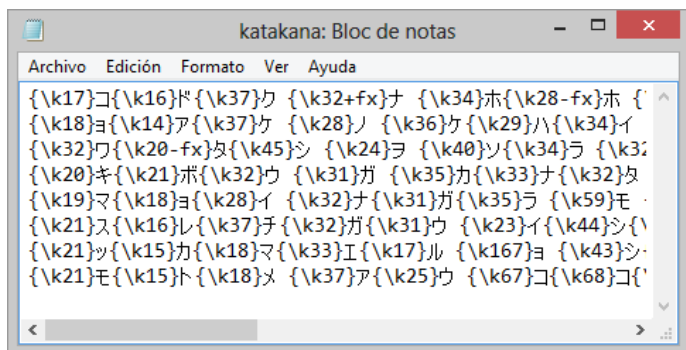 katakana: Bloc de notas
Archivo Edición Formato Ver Ayuda
{\k17}コ{\k16}ド{\k37}ク {\k32+fx}ナ {\k34}ホ{\k28-fx}ホ {
{\k18}ョ{\k14}ア{\k37}ケ {\k28}ノ {\k36}ケ{\k29}ハ{\k34}イ
{\k32}ワ{\k20-fx}タ{\k45}シ {\k24}ヲ {\k40}ソ{\k34}ラ {\k32
{\k20}キ{\k21}ボ{\k32}ウ {\k31}ガ {\k35}カ{\k33}ナ{\k32}タ
{\k19}マ{\k18}ョ{\k28}イ {\k32}ナ{\k31}ガ{\k35}ラ {\k59}モ
{\k21}ス{\k16}レ{\k37}チ{\k32}ガ{\k31}ウ {\k23}イ{\k44}シ{\
{\k21}ッ{\k15}カ{\k18}マ{\k33}エ{\k17}ル {\k167}ョ {\k43}シ
{\k21}モ{\k15}ト{\k18}メ {\k37}ア{\k25}ウ {\k67}コ{\k68}コ{